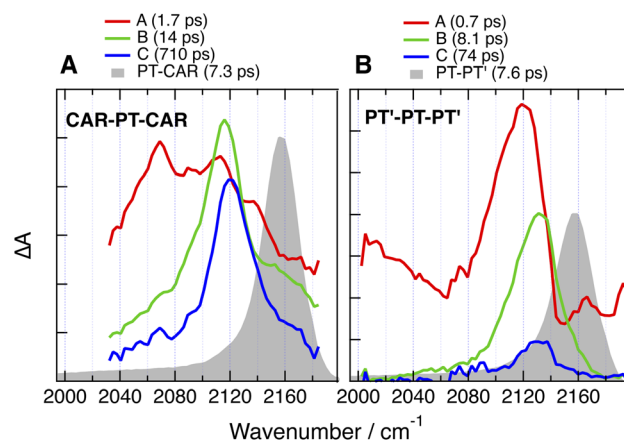 A (1.7 ps)
B (14 ps)
C (710 ps)
PT-CAR (7.3 ps)
A (0.7 ps)
B (8.1 ps)
C (74 ps)
PT-PT' (7.6 ps)
A
B
CAR-PT-CAR
PT'-PT-PT'
ΔA
2000 2040 2080 2120 2160
2000 2040 2080 2120 2160
Wavenumber / cm⁻¹